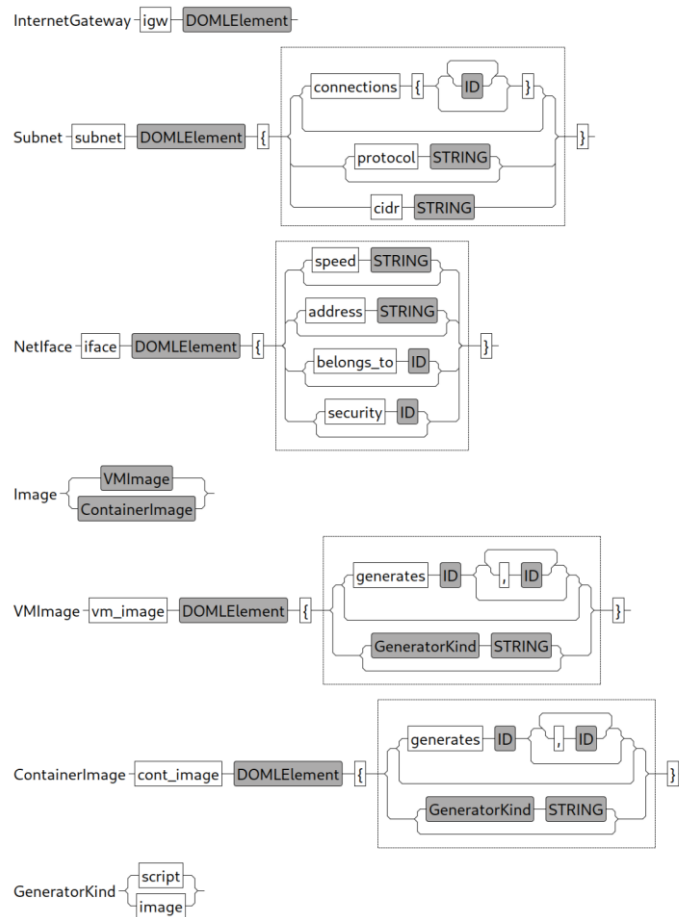 InternetGateway igw DOMLElement
connections { ID }
Subnet subnet DOMLElement { }
protocol STRING
cidr STRING
speed STRING
address STRING
NetIface iface DOMLElement { }
belongs_to ID
security ID
VMImage
Image
ContainerImage
generates ID , ID
VMImage vm_image DOMLElement { }
GeneratorKind STRING
generates ID , ID
ContainerImage cont_image DOMLElement { }
GeneratorKind STRING
script
GeneratorKind
image